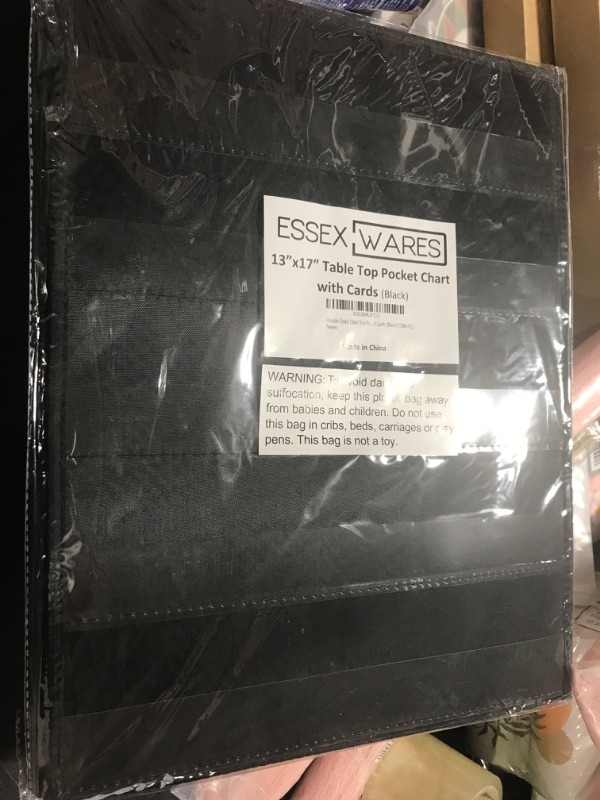 ESSEX WARES
13"x17" Table Top Pocket Chart
with Cards (Black)
Made in China
WARNING: To avoid danger of
suffocation, keep this plastic bag away
from babies and children. Do not use
this bag in cribs, beds, carriages or play
pens. This bag is not a toy.